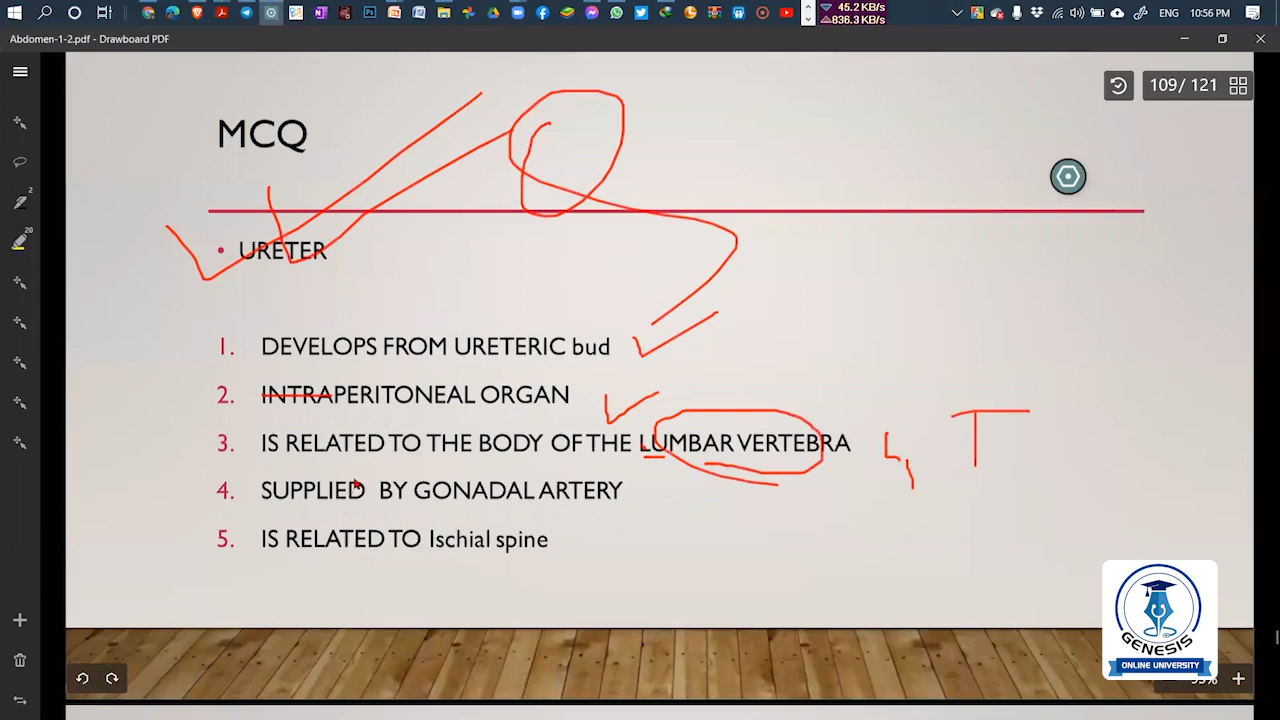 ENG 10:56 PM
45.2 KB/s
836.3 KB/s
Abdomen-1-2.pdf - Drawboard PDF
109/ 121
MCQ
• URETER
1. DEVELOPS FROM URETERIC bud
2. INTRAPERITONEAL ORGAN
3. IS RELATED TO THE BODY OF THE LUMBAR VERTEBRA
4. SUPPLIED BY GONADAL ARTERY
5. IS RELATED TO Ischial spine
2
20
GENESIS
ONLINE UNIVERSITY